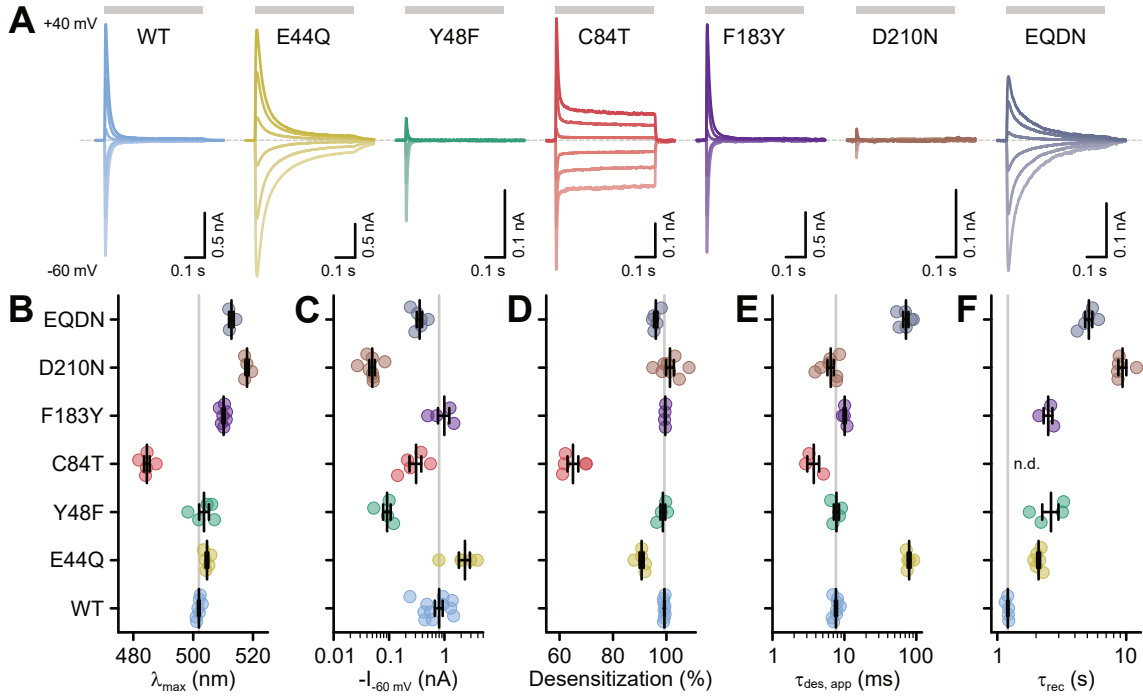 A
+40 mV
-60 mV
WT
E44Q
Y48F
C84T
F183Y
D210N
EQDN
0.5 nA
0.1 s
0.5 nA
0.1 s
0.1 nA
0.1 s
0.1 nA
0.1 s
0.5 nA
0.1 s
0.1 nA
0.1 s
0.1 nA
0.1 s
B
C
D
E
F
EQDN
D210N
F183Y
C84T
Y48F
E44Q
WT
n.d.
480 500 520
λmax (nm)
0.01 0.1 1
-I-60 mV (nA)
60 80 100
Desensitization (%)
1 10 100
τdes, app (ms)
1 10
τrec (s)